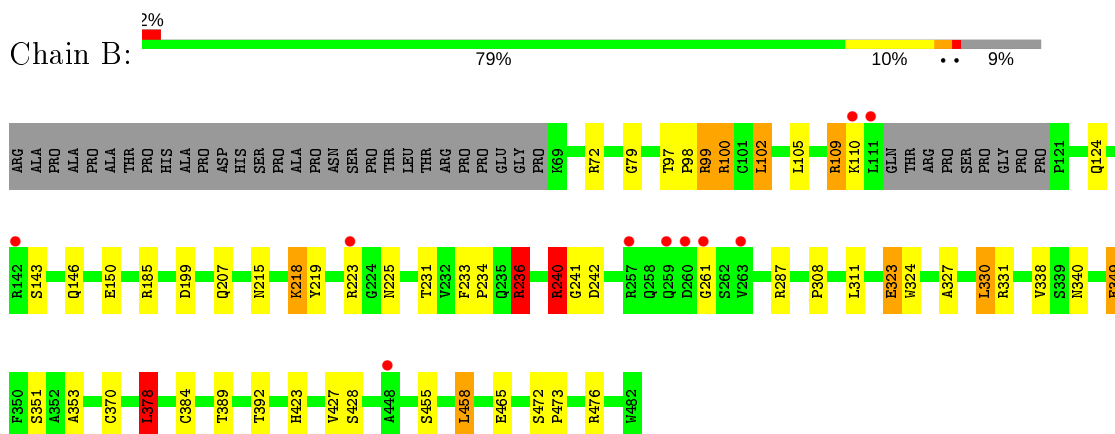 2%
Chain B:
79% 10% • • 9%
ARG ALA PRO ALA PRO ALA THR PRO HIS ALA PRO ASP HIS SER PRO ALA PRO ASN SER PRO THR LEU THR ARG PRO PRO GLU GLY PRO K69 R72 G79 T97 P98 R99 R100 C101 L102 L105 R109 K110 L111 GLN THR ARG PRO SER PRO GLY PRO PRO P121 Q124
R142 S143 Q146 E150 R185 D199 Q207 N215 K218 Y219 R223 G224 N225 T231 V232 F233 P234 Q235 R236 R240 G241 D242 R257 Q258 Q259 D260 G261 S262 V263 R287 P308 L311 E323 W324 A327 L330 R331 V338 S339 N340 E349
F350 S351 A352 A353 C370 L378 C384 T389 T392 H423 V427 S428 A448 S455 L458 E465 S472 P473 R476 W482